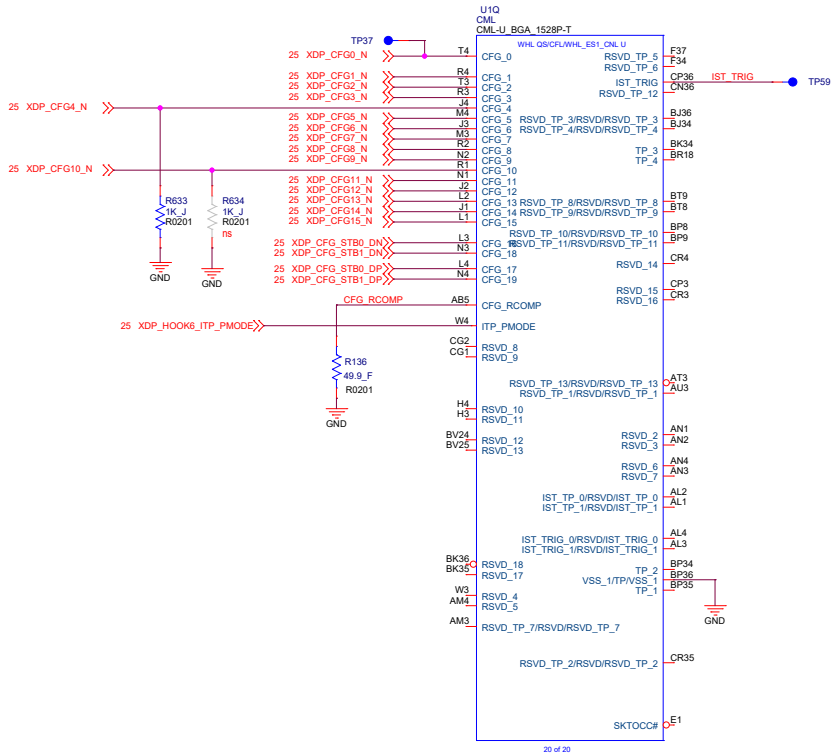 U1Q
CML
CML-U_BGA_1528P-T
WHL QS/CFL/WHL_ES1_CNL U
TP37
25 XDP_CFG0_N T4 CFG_0
25 XDP_CFG1_N R4 CFG_1
25 XDP_CFG2_N T3 CFG_2
25 XDP_CFG3_N R3 CFG_3
25 XDP_CFG4_N J4 CFG_4
25 XDP_CFG5_N M4 CFG_5
25 XDP_CFG6_N J3 CFG_6
25 XDP_CFG7_N M3 CFG_7
25 XDP_CFG8_N R2 CFG_8
25 XDP_CFG9_N N2 CFG_9
25 XDP_CFG10_N R1 CFG_10
25 XDP_CFG11_N N1 CFG_11
25 XDP_CFG12_N J2 CFG_12
25 XDP_CFG13_N L2 CFG_13
25 XDP_CFG14_N J1 CFG_14
25 XDP_CFG15_N L1 CFG_15
25 XDP_CFG_STB0_DN L3 CFG_16
25 XDP_CFG_STB1_DN N3 CFG_18
25 XDP_CFG_STB0_DP L4 CFG_17
25 XDP_CFG_STB1_DP N4 CFG_19
R633
1K_J
R0201
GND
R634
1K_J
R0201
ns
GND
CFG_RCOMP AB5 CFG_RCOMP
25 XDP_HOOK6_ITP_PMODE W4 ITP_PMODE
R136
49.9_F
R0201
GND
CG2 RSVD_8
CG1 RSVD_9
H4 RSVD_10
H3 RSVD_11
BV24 RSVD_12
BV25 RSVD_13
BK36 RSVD_18
BK35 RSVD_17
W3 RSVD_4
AM4 RSVD_5
AM3 RSVD_TP_7/RSVD/RSVD_TP_7
RSVD_TP_5 F37
RSVD_TP_6 F34
IST_TRIG CP36 IST_TRIG TP59
RSVD_TP_12 CN36
RSVD_TP_3/RSVD/RSVD_TP_3 BJ36
RSVD_TP_4/RSVD/RSVD_TP_4 BJ34
TP_3 BK34
TP_4 BR18
RSVD_TP_8/RSVD/RSVD_TP_8 BT9
RSVD_TP_9/RSVD/RSVD_TP_9 BT8
RSVD_TP_10/RSVD/RSVD_TP_10 BP8
RSVD_TP_11/RSVD/RSVD_TP_11 BP9
RSVD_14 CR4
RSVD_15 CP3
RSVD_16 CR3
RSVD_TP_13/RSVD/RSVD_TP_13 AT3
RSVD_TP_1/RSVD/RSVD_TP_1 AU3
RSVD_2 AN1
RSVD_3 AN2
RSVD_6 AN4
RSVD_7 AN3
IST_TP_0/RSVD/IST_TP_0 AL2
IST_TP_1/RSVD/IST_TP_1 AL1
IST_TRIG_0/RSVD/IST_TRIG_0 AL4
IST_TRIG_1/RSVD/IST_TRIG_1 AL3
TP_2 BP34
VSS_1/TP/VSS_1 BP36
TP_1 BP35
GND
RSVD_TP_2/RSVD/RSVD_TP_2 CR35
SKTOCC# E1
20 of 20